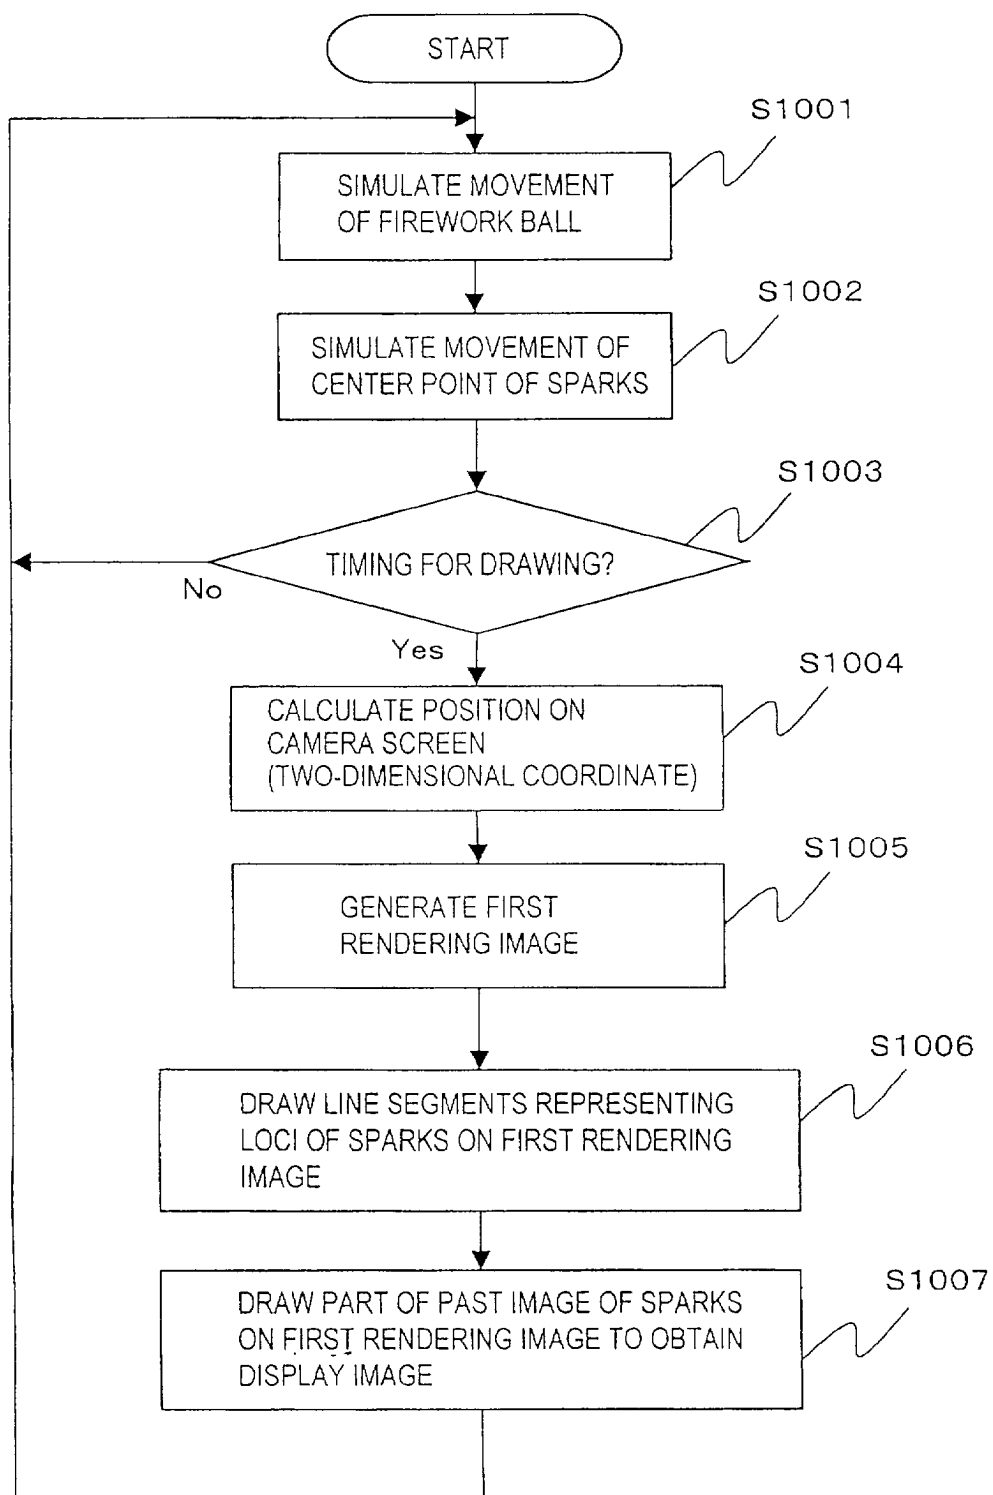 START
S1001
SIMULATE MOVEMENT
OF FIREWORK BALL
S1002
SIMULATE MOVEMENT OF
CENTER POINT OF SPARKS
S1003
TIMING FOR DRAWING?
No
Yes
S1004
CALCULATE POSITION ON
CAMERA SCREEN
(TWO-DIMENSIONAL COORDINATE)
S1005
GENERATE FIRST
RENDERING IMAGE
S1006
DRAW LINE SEGMENTS REPRESENTING
LOCI OF SPARKS ON FIRST RENDERING
IMAGE
S1007
DRAW PART OF PAST IMAGE OF SPARKS
ON FIRST RENDERING IMAGE TO OBTAIN
DISPLAY IMAGE